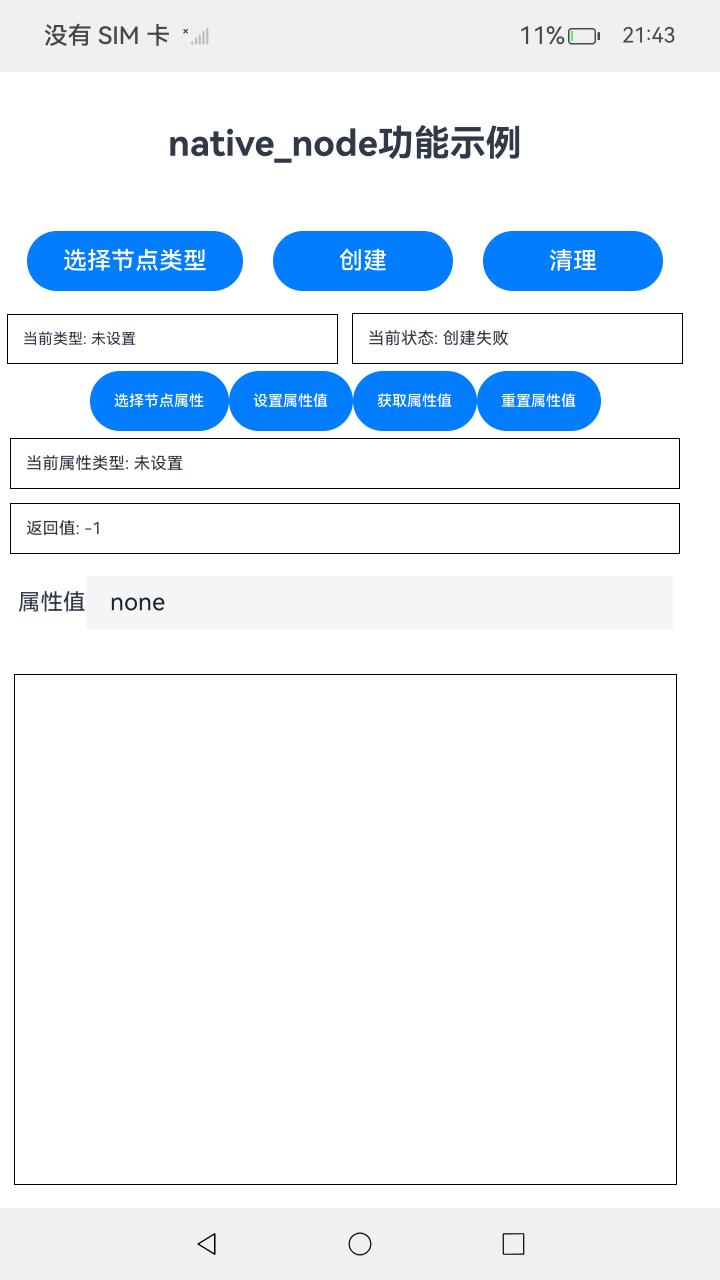 没有 SIM 卡 11% 21:43
native_node功能示例
选择节点类型 创建 清理
当前类型: 未设置 当前状态: 创建失败
选择节点属性 设置属性值 获取属性值 重置属性值
当前属性类型: 未设置
返回值: -1
属性值 none